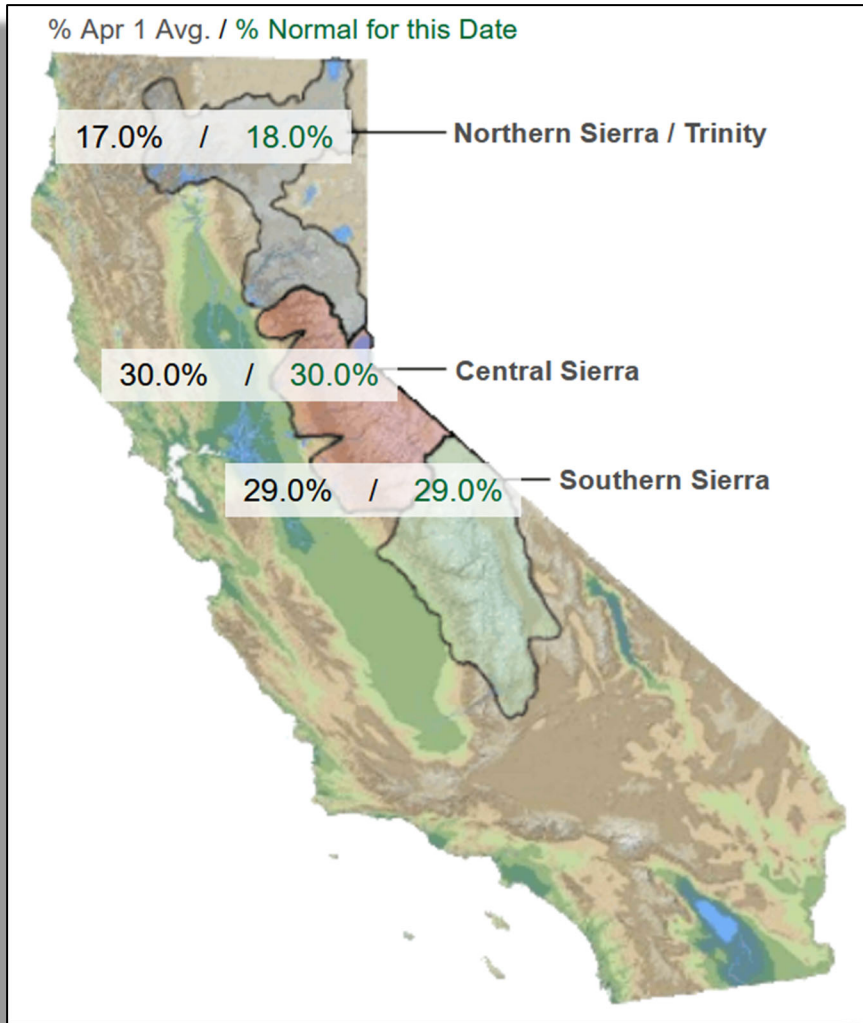 % Apr 1 Avg. / % Normal for this Date
17.0% / 18.0% Northern Sierra / Trinity
30.0% / 30.0% Central Sierra
29.0% / 29.0% Southern Sierra